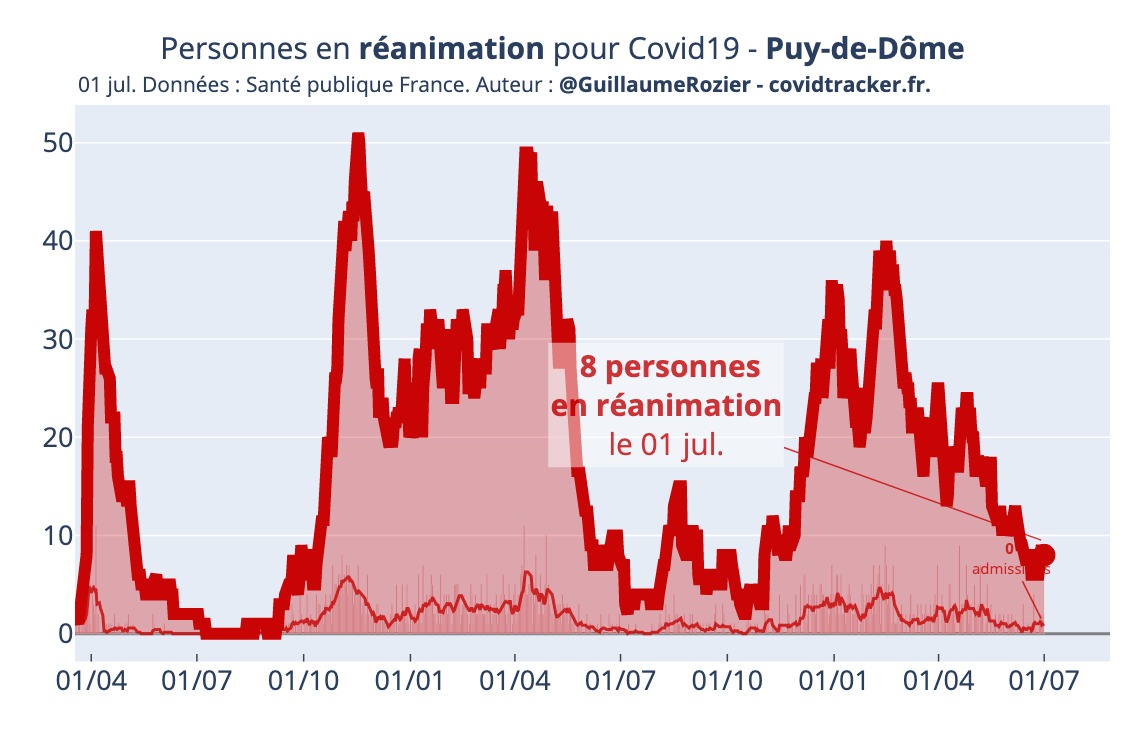 Personnes en réanimation pour Covid19 - Puy-de-Dôme
01 jul. Données : Santé publique France. Auteur : @GuillaumeRozier - covidtracker.fr.
50
40
30
20
10
0
8 personnes
en réanimation
le 01 jul.
0
admissions
01/04 01/07 01/10 01/01 01/04 01/07 01/10 01/01 01/04 01/07